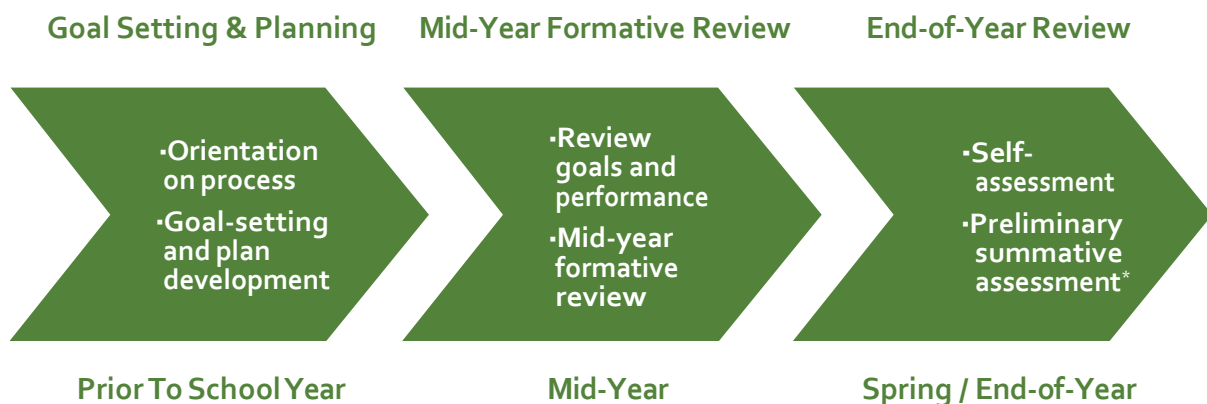 Goal Setting & Planning
Mid-Year Formative Review
End-of-Year Review
▪Orientation
on process
▪Goal-setting
and plan
development
▪Review
goals and
performance
▪Mid-year
formative
review
▪Self-
assessment
▪Preliminary
summative
assessment*
Prior To School Year
Mid-Year
Spring / End-of-Year